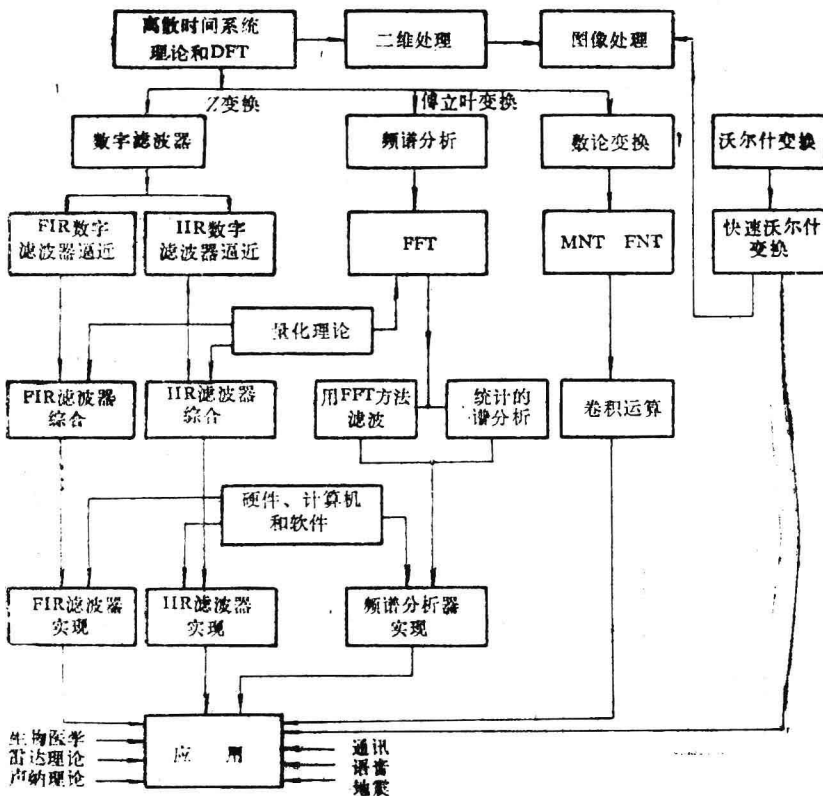 离散时间系统
理论和DFT
二维处理
图像处理
Z变换
傅立叶变换
数字滤波器
频谱分析
数论变换
沃尔什变换
FIR数字
滤波器逼近
IIR数字
滤波器逼近
FFT
MNT FNT
快速沃尔什
变换
量化理论
FIR滤波器
综合
IIR滤波器
综合
用FFT方法
滤波
统计的
谱分析
卷积运算
硬件、计算机
和软件
FIR滤波器
实现
IIR滤波器
实现
频谱分析器
实现
应 用
生物医学
雷达理论
声纳理论
通讯
语音
地震